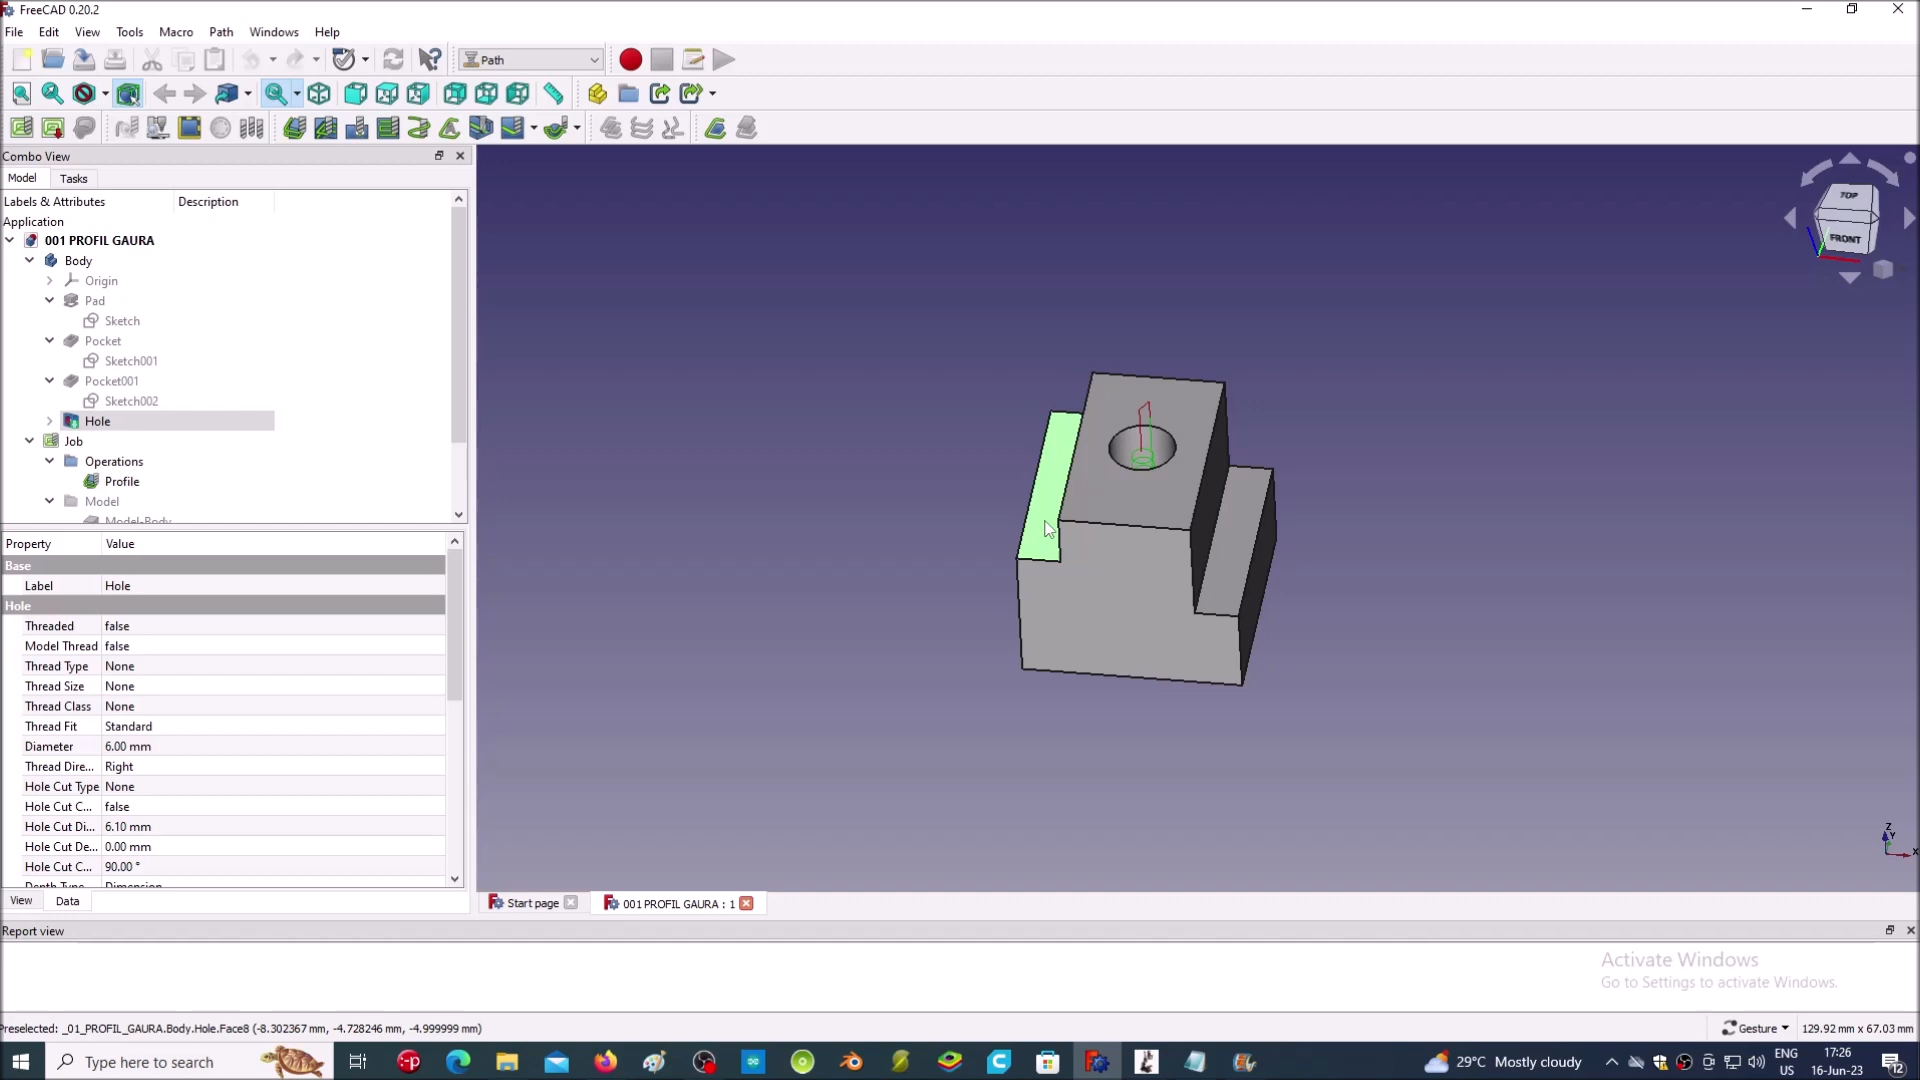 FreeCAD 0.20.2
File Edit View Tools Macro Path Windows Help
Path
Combo View
Model Tasks
Labels & Attributes Description
Application
001 PROFIL GAURA
Body
Origin
Pad
Sketch
Pocket
Sketch001
Pocket001
Sketch002
Hole
Job
Operations
Profile
Model
Model-Body
Property Value
Base
Label Hole
Hole
Threaded false
Model Thread false
Thread Type None
Thread Size None
Thread Class None
Thread Fit Standard
Diameter 6.00 mm
Thread Dire... Right
Hole Cut Type None
Hole Cut C... false
Hole Cut Di... 6.10 mm
Hole Cut De... 0.00 mm
Hole Cut C... 90.00 °
Depth Type Dimension
View Data
TOP
FRONT
Z
Y
X
Start page
001 PROFIL GAURA : 1
Report view
Activate Windows
Go to Settings to activate Windows.
Preselected: _01_PROFIL_GAURA.Body.Hole.Face8 (-8.302367 mm, -4.728246 mm, -4.999999 mm)
Gesture
129.92 mm x 67.03 mm
Type here to search
29°C Mostly cloudy
ENG
US
17:26
16-Jun-23
12